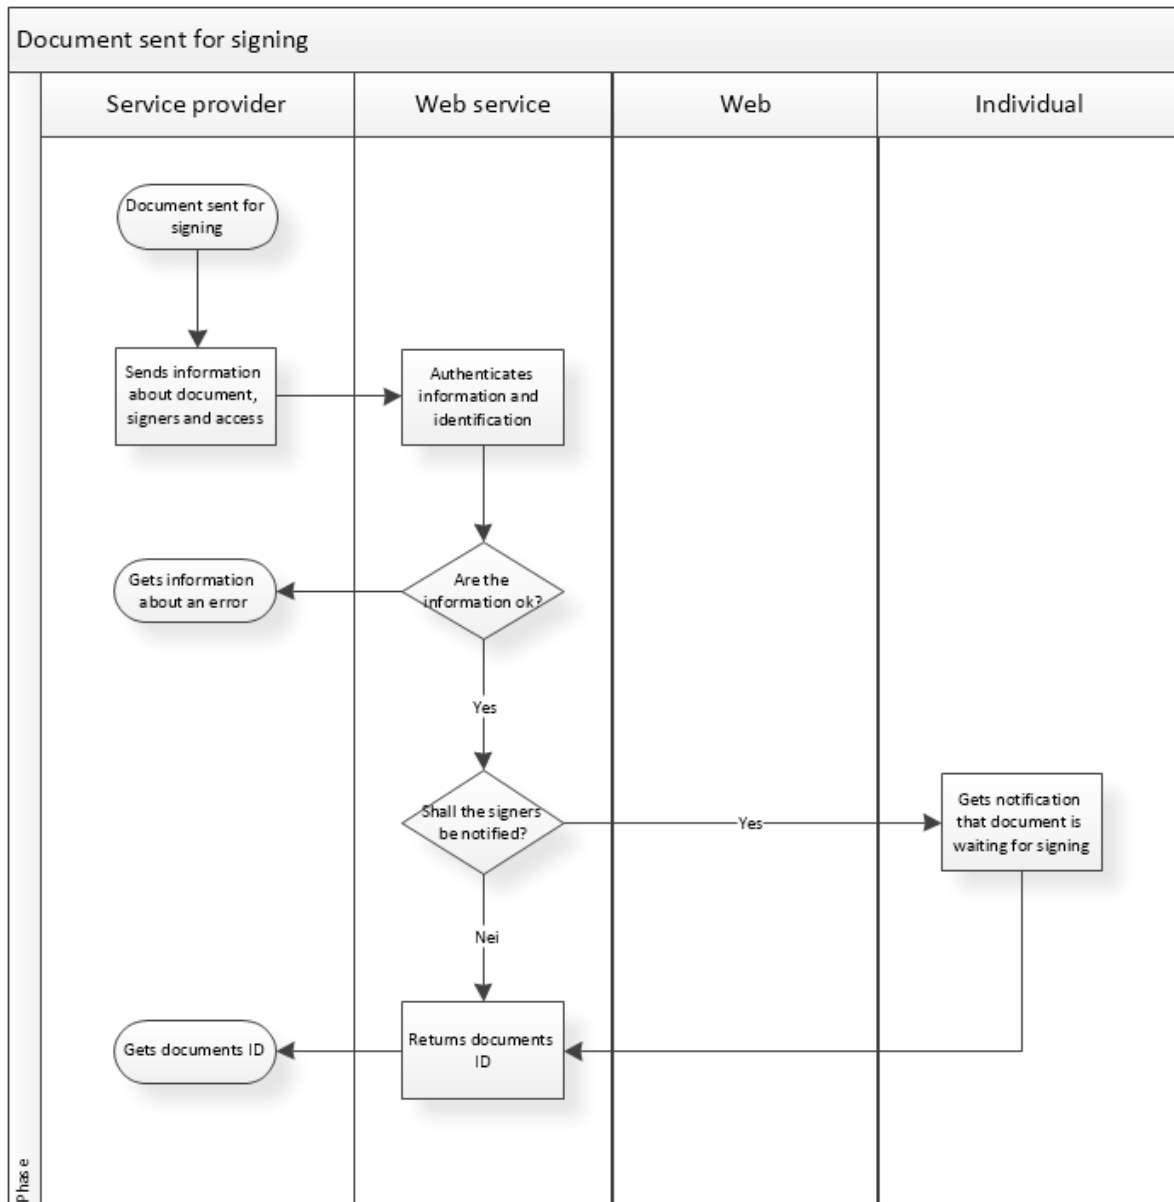 Document sent for signing
Service provider
Web service
Web
Individual
Document sent for
signing
Sends information
about document,
signers and access
Authenticates
information and
identification
Gets information
about an error
Are the
information ok?
Yes
Shall the signers
be notified?
Yes
Gets notification
that document is
waiting for signing
Nei
Gets documents ID
Returns documents
ID
Phase